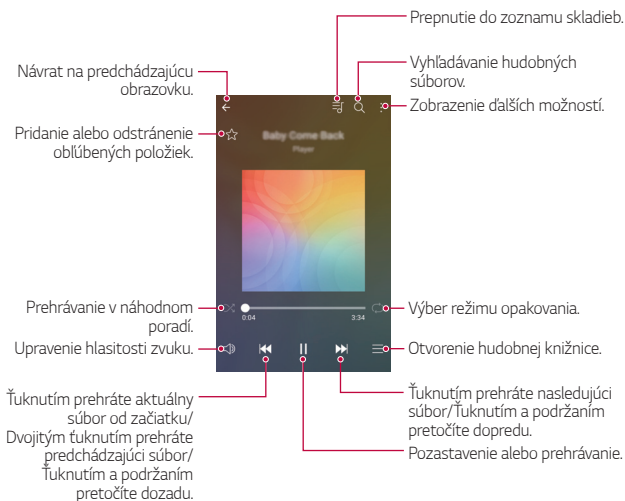 Prepnutie do zoznamu skladieb.
Návrat na predchádzajúcu
obrazovku.
Vyhľadávanie hudobných
súborov.
Zobrazenie ďalších možností.
Pridanie alebo odstránenie
obľúbených položiek.
Baby Come Back
Player
Prehrávanie v náhodnom
poradí.
0:04
3:34
Výber režimu opakovania.
Upravenie hlasitosti zvuku.
Otvorenie hudobnej knižnice.
Ťuknutím prehráte aktuálny
súbor od začiatku/
Dvojitým ťuknutím prehráte
predchádzajúci súbor/
Ťuknutím a podržaním
pretočíte dozadu.
Ťuknutím prehráte nasledujúci
súbor/Ťuknutím a podržaním
pretočíte dopredu.
Pozastavenie alebo prehrávanie.